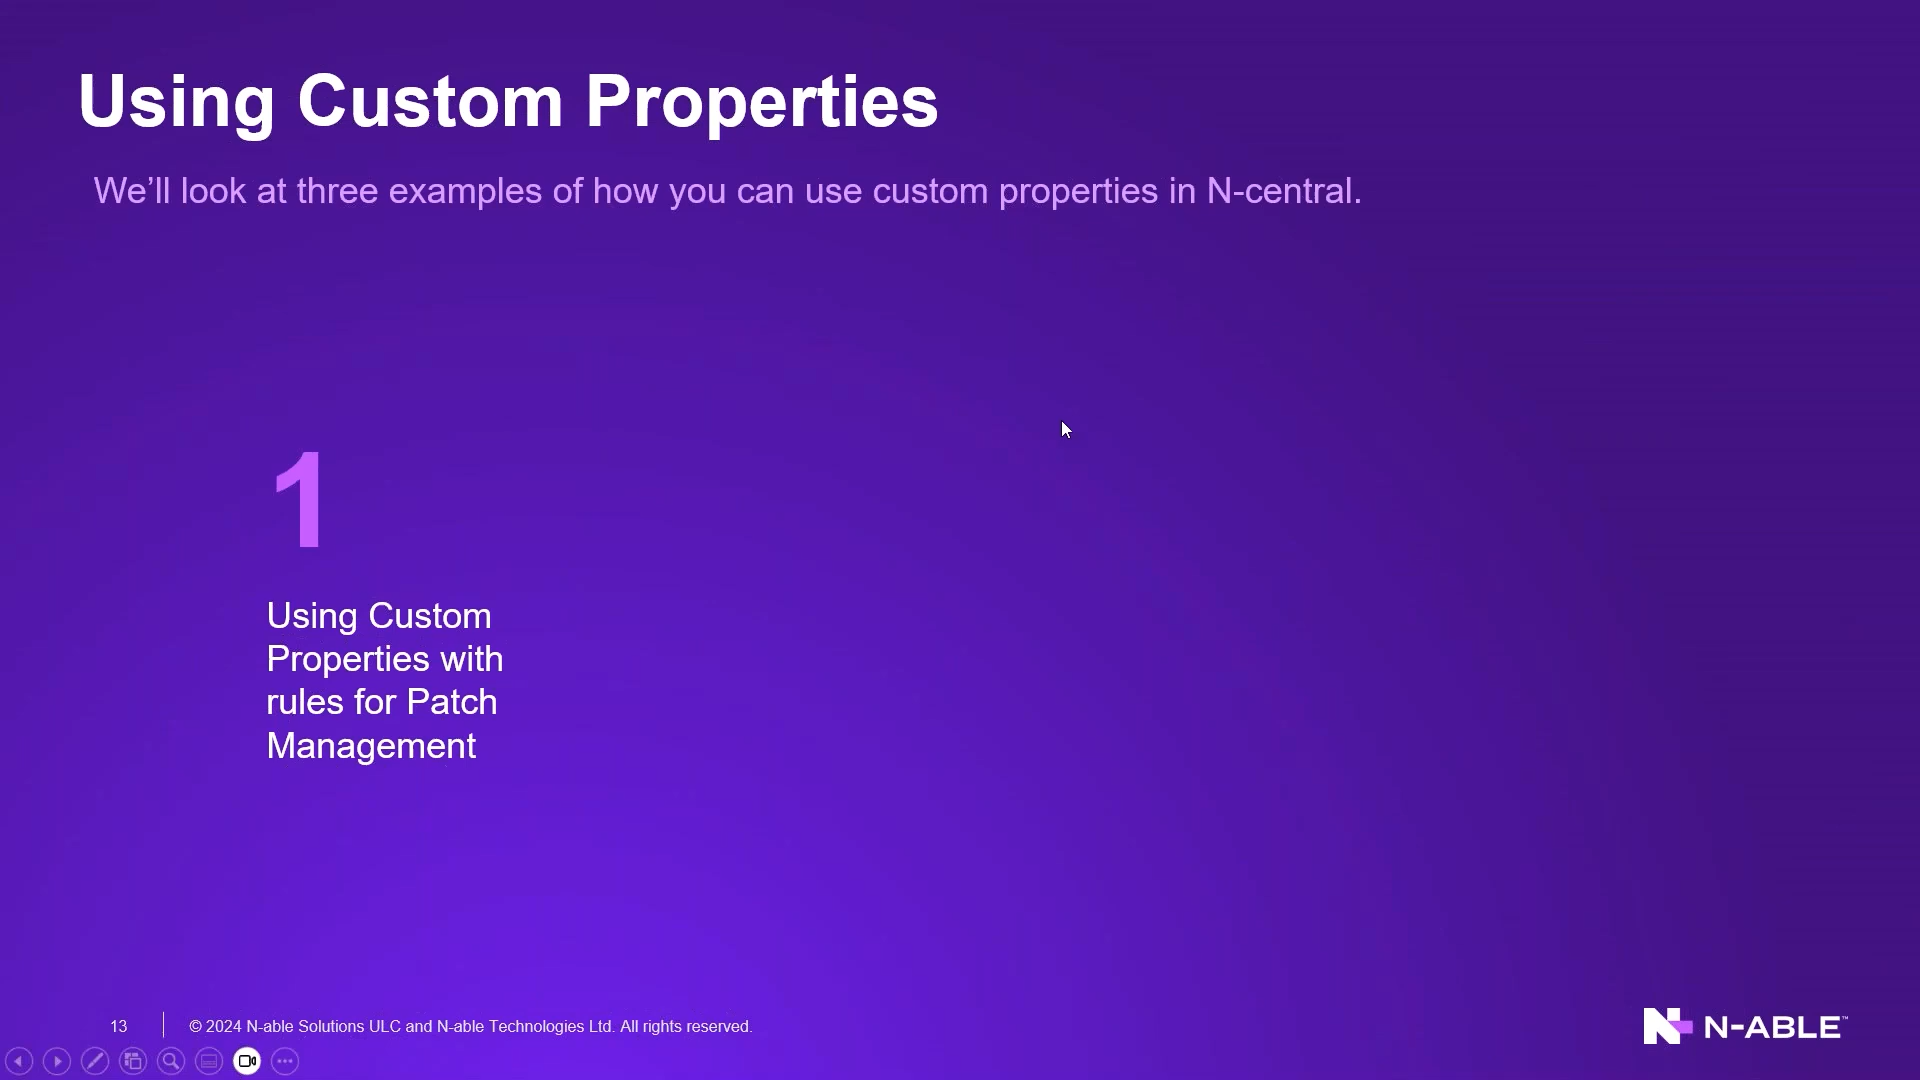 Using Custom Properties
We’ll look at three examples of how you can use custom properties in N-central.
1
Using Custom
Properties with
rules for Patch
Management
13
© 2024 N-able Solutions ULC and N-able Technologies Ltd. All rights reserved.
N-ABLE™